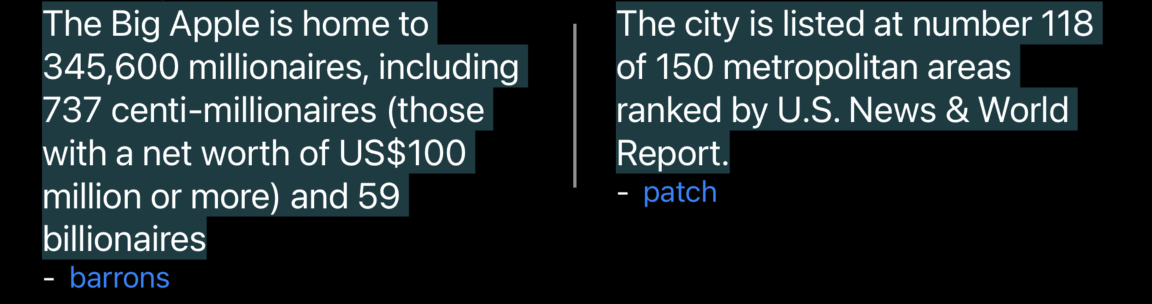 The Big Apple is home to
345,600 millionaires, including
737 centi-millionaires (those
with a net worth of US$100
million or more) and 59
billionaires
- barrons
The city is listed at number 118
of 150 metropolitan areas
ranked by U.S. News & World
Report.
- patch